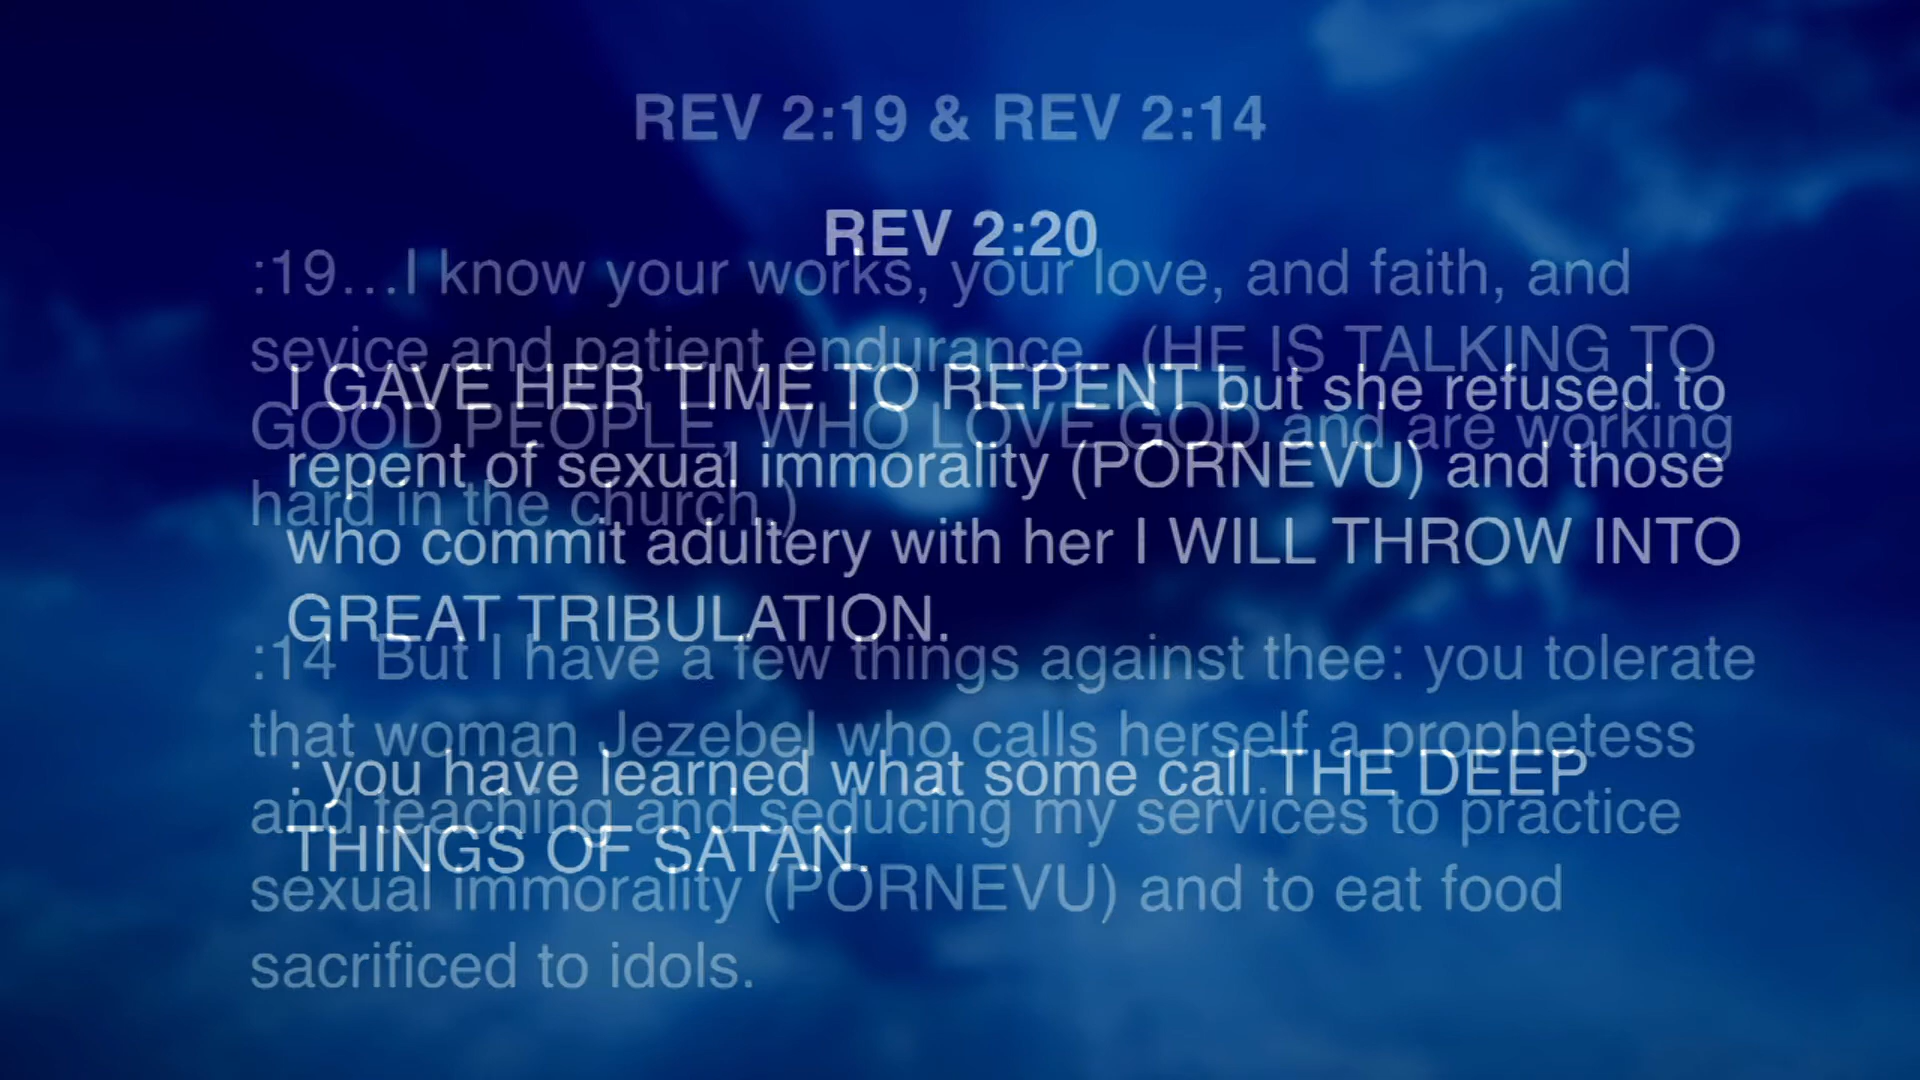 REV 2:19 & REV 2:14
:19...I know your works, your love, and faith, and
sevice and patient endurance. (HE IS TALKING TO
GOOD PEOPLE, WHO LOVE GOD and are working
hard in the church.)
:14 But I have a few things against thee: you tolerate
that woman Jezebel who calls herself a prophetess
and teaching and seducing my services to practice
sexual immorality (PORNEVU) and to eat food
sacrificed to idols.
REV 2:20
I GAVE HER TIME TO REPENT but she refused to
repent of sexual immorality (PORNEVU) and those
who commit adultery with her I WILL THROW INTO
GREAT TRIBULATION.
: you have learned what some call THE DEEP
THINGS OF SATAN.